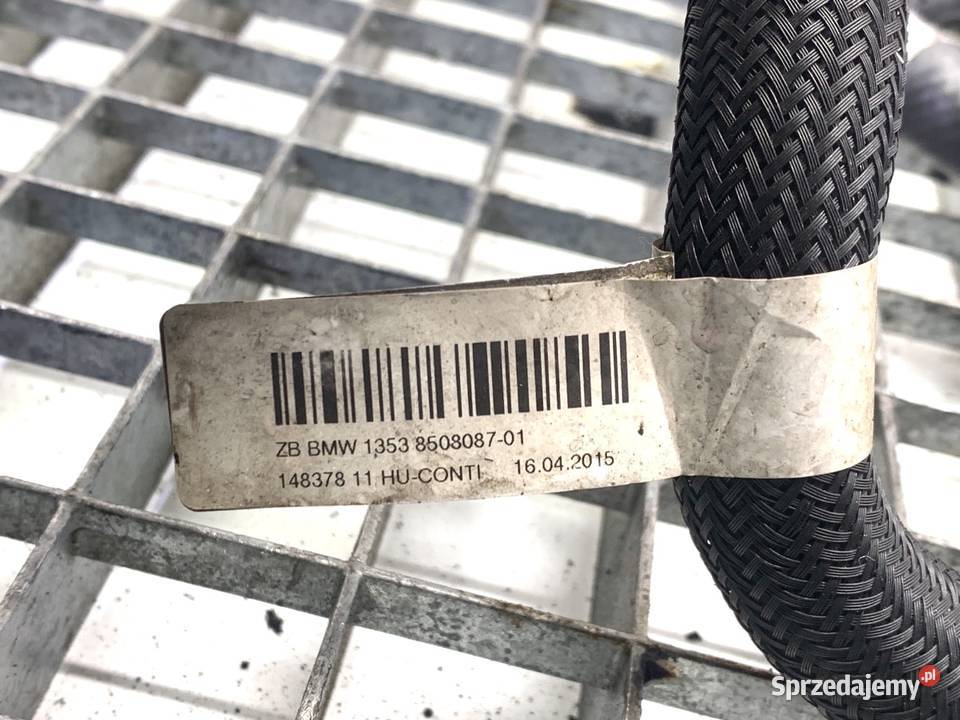 ZB BMW 1353 8508087-01
148378 11 HU-CONTI 16.04.2015
Sprzedajemy.pl